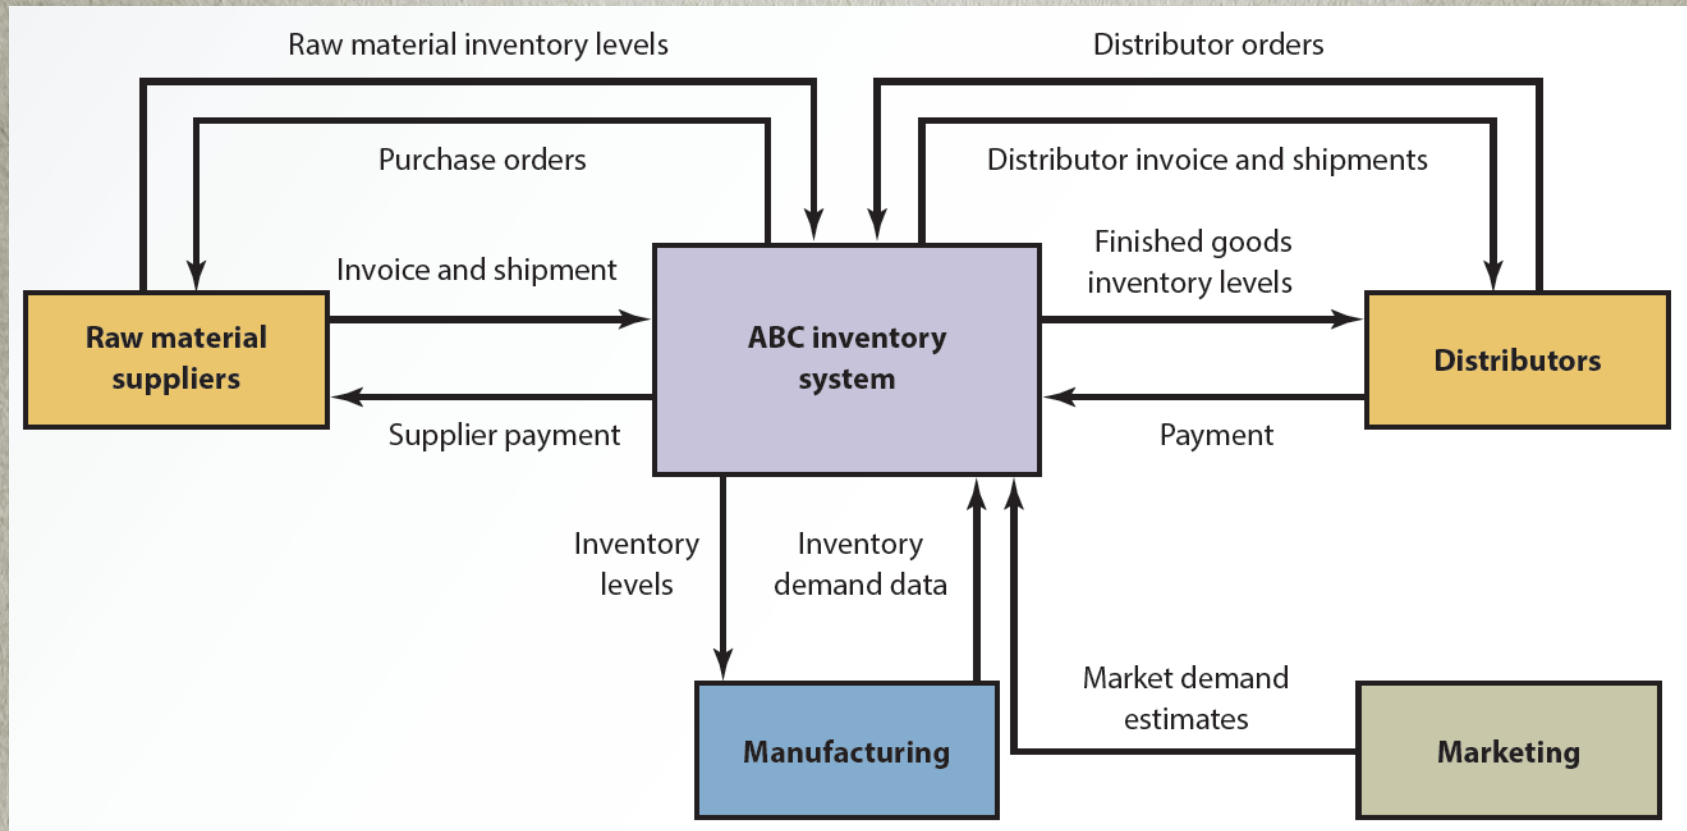 Raw material inventory levels
Distributor orders
Purchase orders
Distributor invoice and shipments
Invoice and shipment
Finished goods
inventory levels
Raw material
suppliers
ABC inventory
system
Distributors
Supplier payment
Payment
Inventory
levels
Inventory
demand data
Market demand
estimates
Manufacturing
Marketing